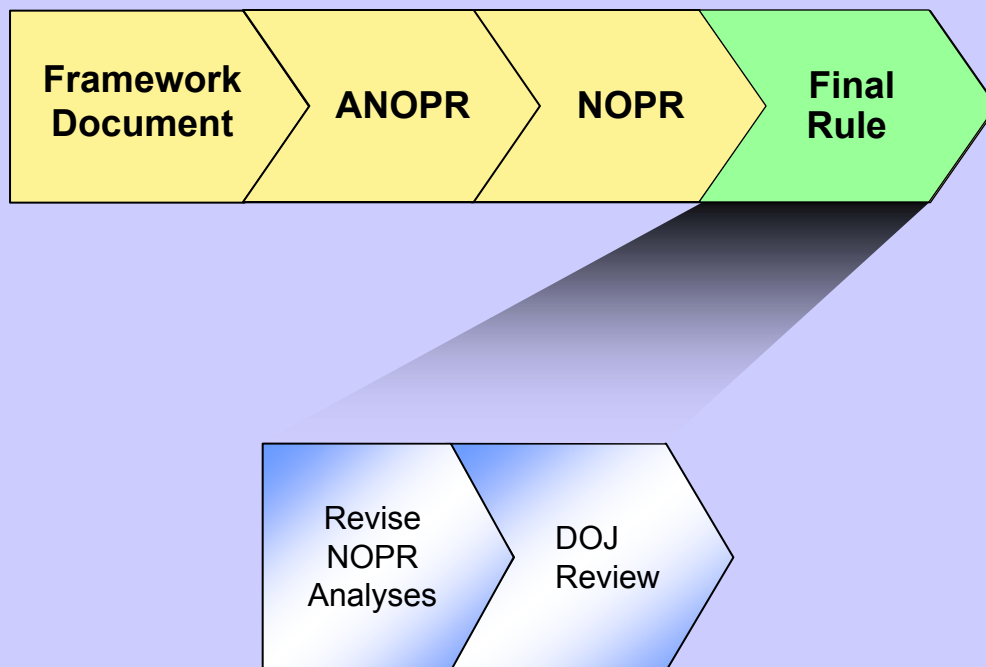 Framework
Document
ANOPR
NOPR
Final
Rule
Revise
NOPR
Analyses
DOJ
Review